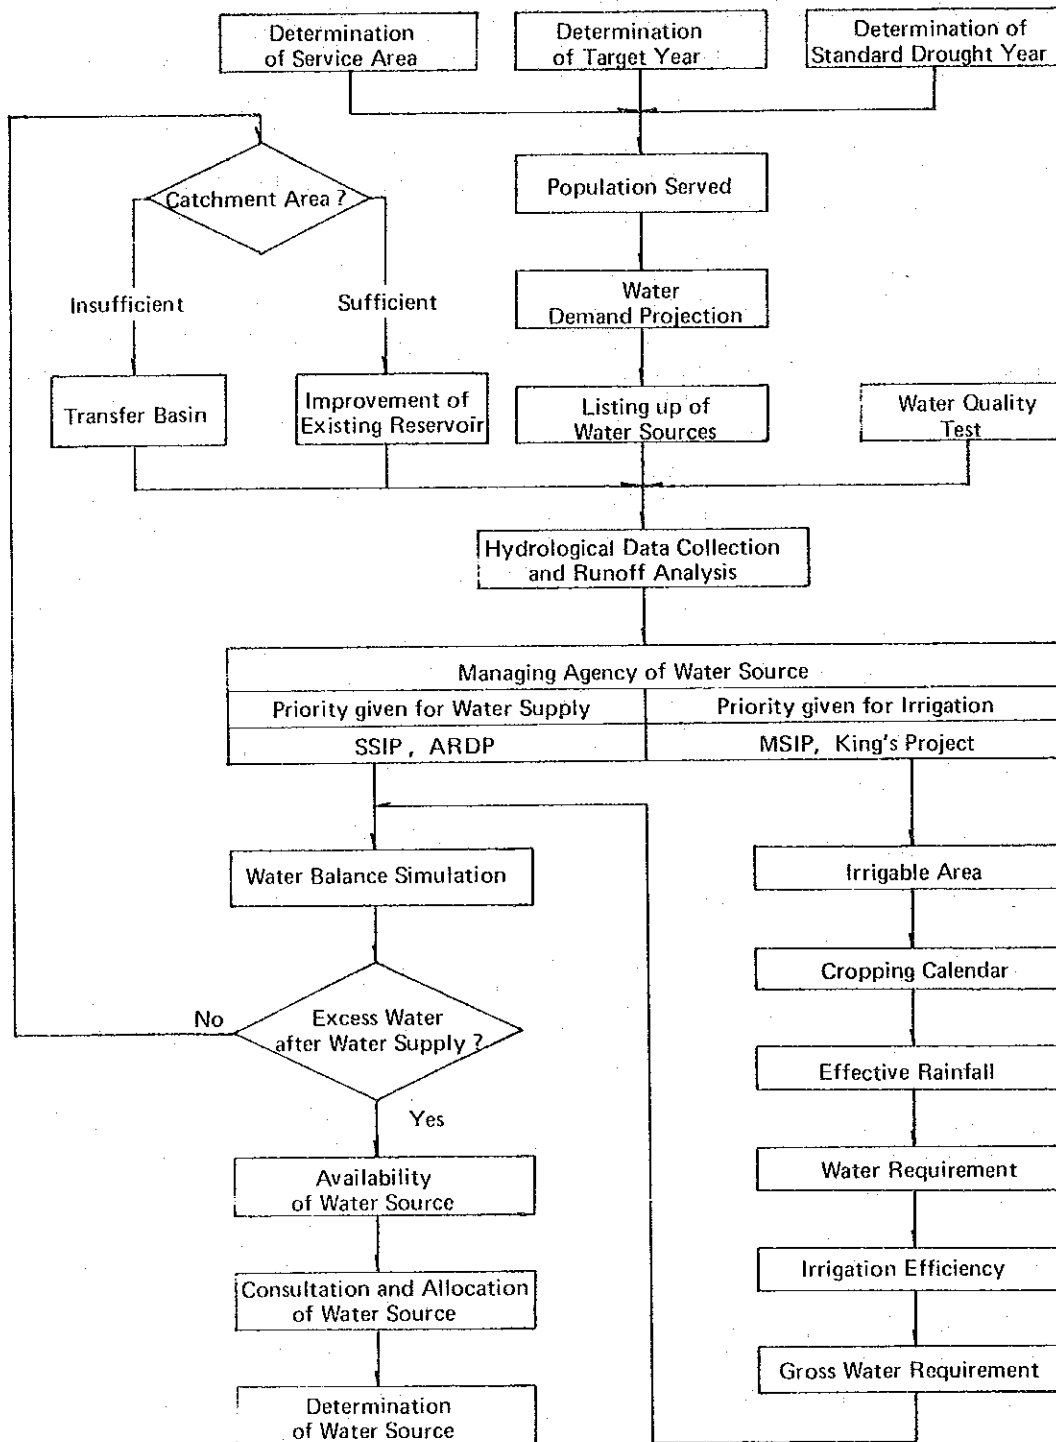 Determination
of Service Area
Determination
of Target Year
Determination of
Standard Drought Year
Catchment Area ?
Population Served
Insufficient
Sufficient
Water
Demand Projection
Transfer Basin
Improvement of
Existing Reservoir
Listing up of
Water Sources
Water Quality
Test
Hydrological Data Collection
and Runoff Analysis
Managing Agency of Water Source
Priority given for Water Supply
Priority given for Irrigation
SSIP, ARDP
MSIP, King's Project
Water Balance Simulation
Irrigable Area
Cropping Calendar
No
Excess Water
after Water Supply ?
Effective Rainfall
Yes
Availability
of Water Source
Water Requirement
Consultation and Allocation
of Water Source
Irrigation Efficiency
Gross Water Requirement
Determination
of Water Source